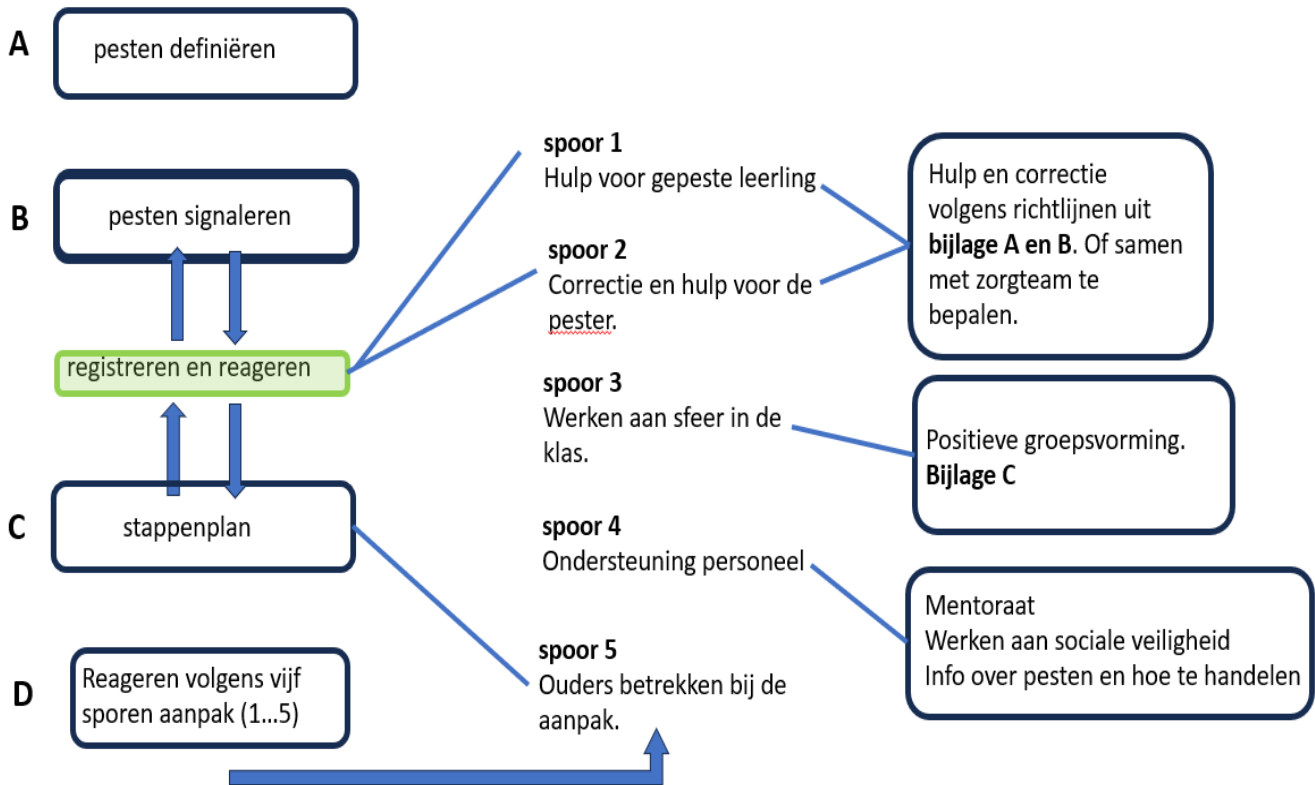 A
pesten definiëren
B
pesten signaleren
registreren en reageren
C
stappenplan
D
Reageren volgens vijf
sporen aanpak (1...5)
spoor 1
Hulp voor gepeste leerling
spoor 2
Correctie en hulp voor de
pester.
spoor 3
Werken aan sfeer in de
klas.
spoor 4
Ondersteuning personeel
spoor 5
Ouders betrekken bij de
aanpak.
Hulp en correctie
volgens richtlijnen uit
bijlage A en B. Of samen
met zorgteam te
bepalen.
Positieve groepsvorming.
Bijlage C
Mentoraat
Werken aan sociale veiligheid
Info over pesten en hoe te handelen